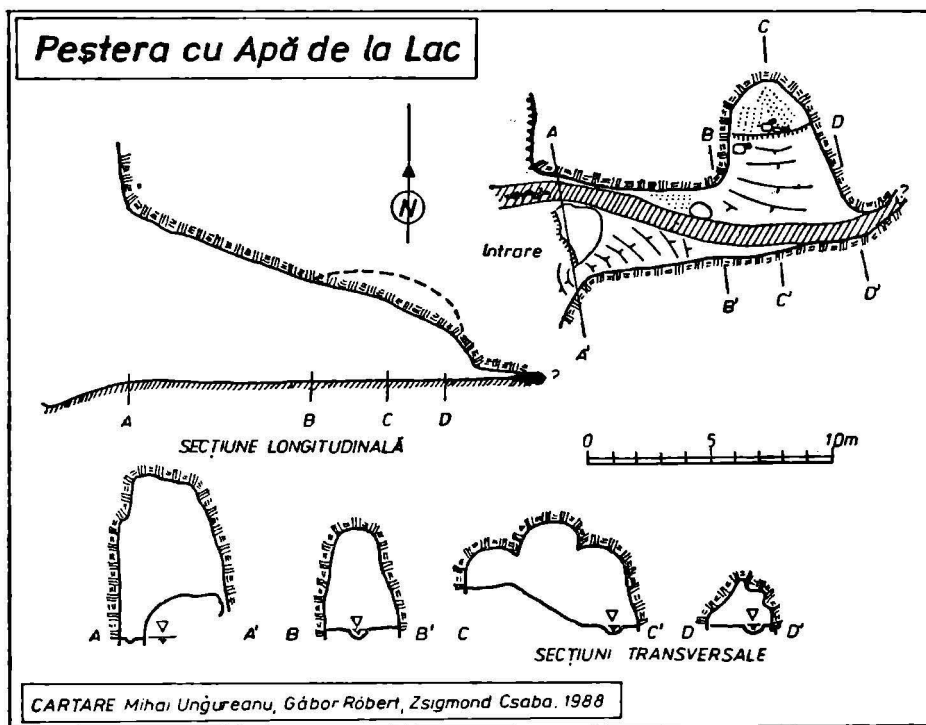 Peștera cu Apă de la Lac
N
C
A
B
D
?
Intrare
A'
B'
C'
D'
?
A
B
C
D
SECȚIUNE LONGITUDINALĂ
0
5
10m
A
A'
B
B'
C
C'
D
D'
SECȚIUNI TRANSVERSALE
CARTARE Mihai Ungureanu, Gábor Róbert, Zsigmond Csaba. 1988